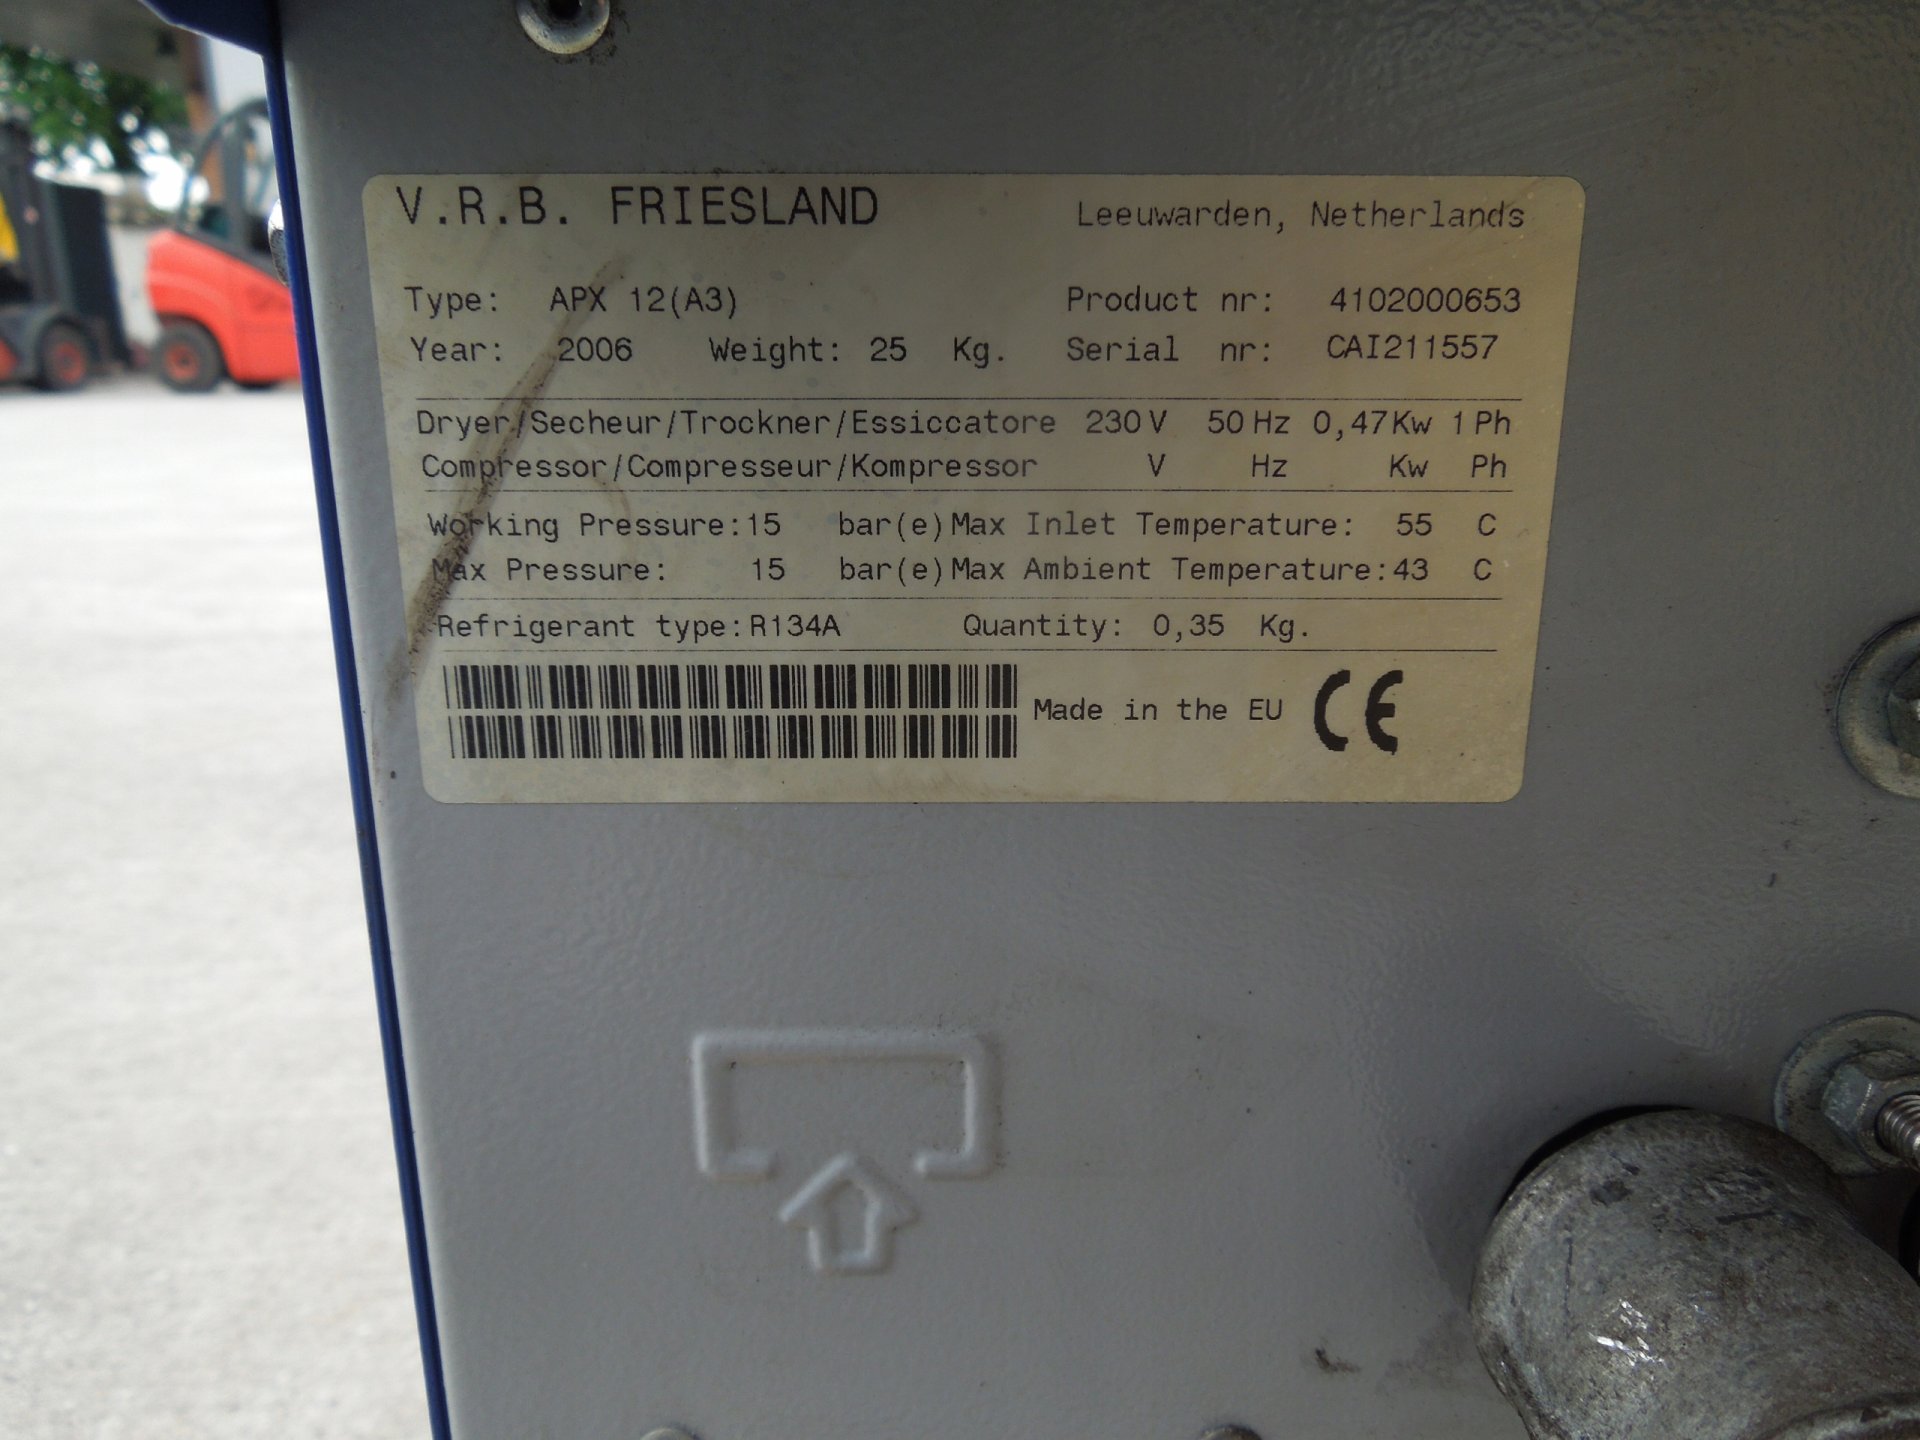 V.R.B. FRIESLAND Leeuwarden, Netherlands
Type: APX 12(A3) Product nr: 4102000653
Year: 2006 Weight: 25 Kg. Serial nr: CAI211557
Dryer/Secheur/Trockner/Essiccatore 230 V 50 Hz 0,47 Kw 1 Ph
Compressor/Compresseur/Kompressor V Hz Kw Ph
Working Pressure: 15 bar(e) Max Inlet Temperature: 55 C
Max Pressure: 15 bar(e) Max Ambient Temperature: 43 C
Refrigerant type: R134A Quantity: 0,35 Kg.
Made in the EU CE